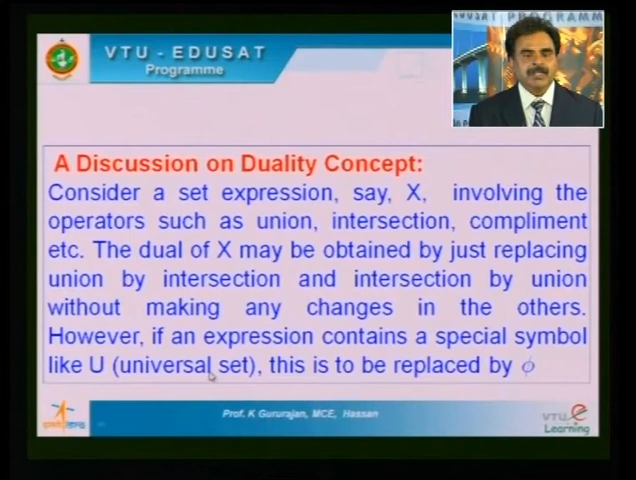 EDUSAT PROGRAMM
VTU - EDUSAT
Programme
A Discussion on Duality Concept:
Consider a set expression, say, X, involving the
operators such as union, intersection, compliment
etc. The dual of X may be obtained by just replacing
union by intersection and intersection by union
without making any changes in the others.
However, if an expression contains a special symbol
like U (universal set), this is to be replaced by ϕ
Prof. K Gururajan, MCE, Hassan
VTU e
Learning